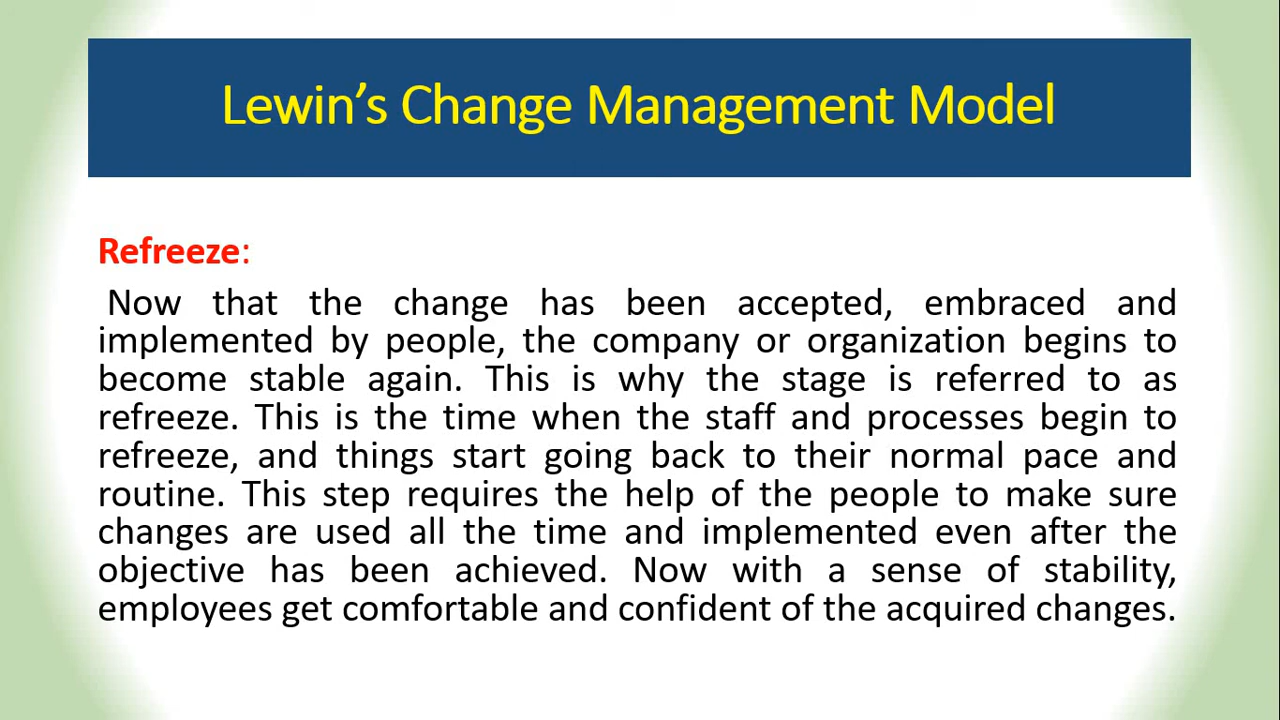 Lewin’s Change Management Model
Refreeze:
Now that the change has been accepted, embraced and
implemented by people, the company or organization begins to
become stable again. This is why the stage is referred to as
refreeze. This is the time when the staff and processes begin to
refreeze, and things start going back to their normal pace and
routine. This step requires the help of the people to make sure
changes are used all the time and implemented even after the
objective has been achieved. Now with a sense of stability,
employees get comfortable and confident of the acquired changes.